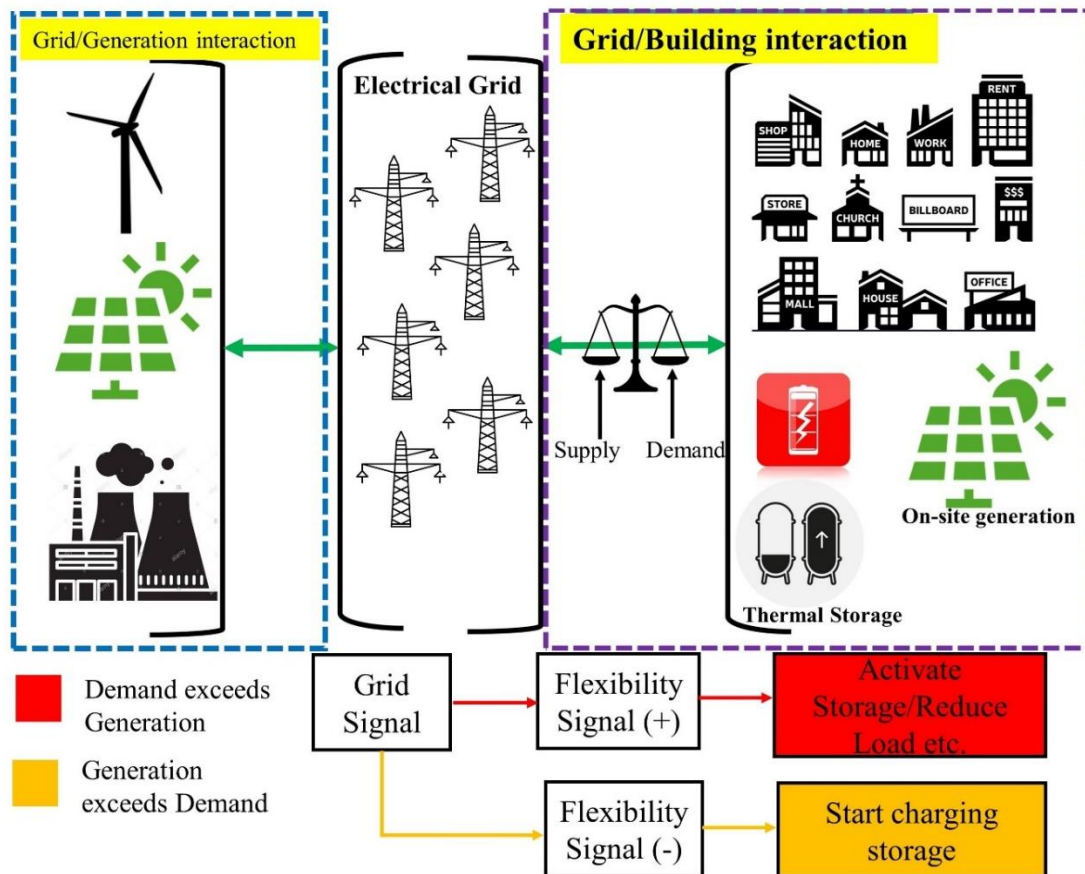 Grid/Generation interaction
Grid/Building interaction
Electrical Grid
SHOP
HOME
WORK
RENT
STORE
CHURCH
BILLBOARD
$$$
MALL
HOUSE
OFFICE
Supply
Demand
On-site generation
Thermal Storage
alamy
Demand exceeds
Generation
Generation
exceeds Demand
Grid
Signal
Flexibility
Signal (+)
Activate
Storage/Reduce
Load etc.
Flexibility
Signal (-)
Start charging
storage